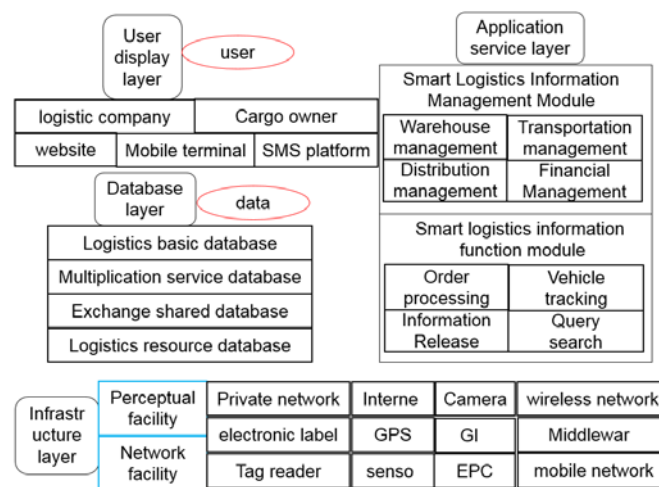 User
display
layer
user
logistic company
Cargo owner
website
Mobile terminal
SMS platform
Database
layer
data
Logistics basic database
Multiplication service database
Exchange shared database
Logistics resource database
Application
service layer
Smart Logistics Information
Management Module
Warehouse
management
Transportation
management
Distribution
management
Financial
Management
Smart logistics information
function module
Order
processing
Vehicle
tracking
Information
Release
Query
search
Infrastr
ucture
layer
Perceptual
facility
Network
facility
Private network
Interne
Camera
wireless network
electronic label
GPS
GI
Middlewar
Tag reader
senso
EPC
mobile network